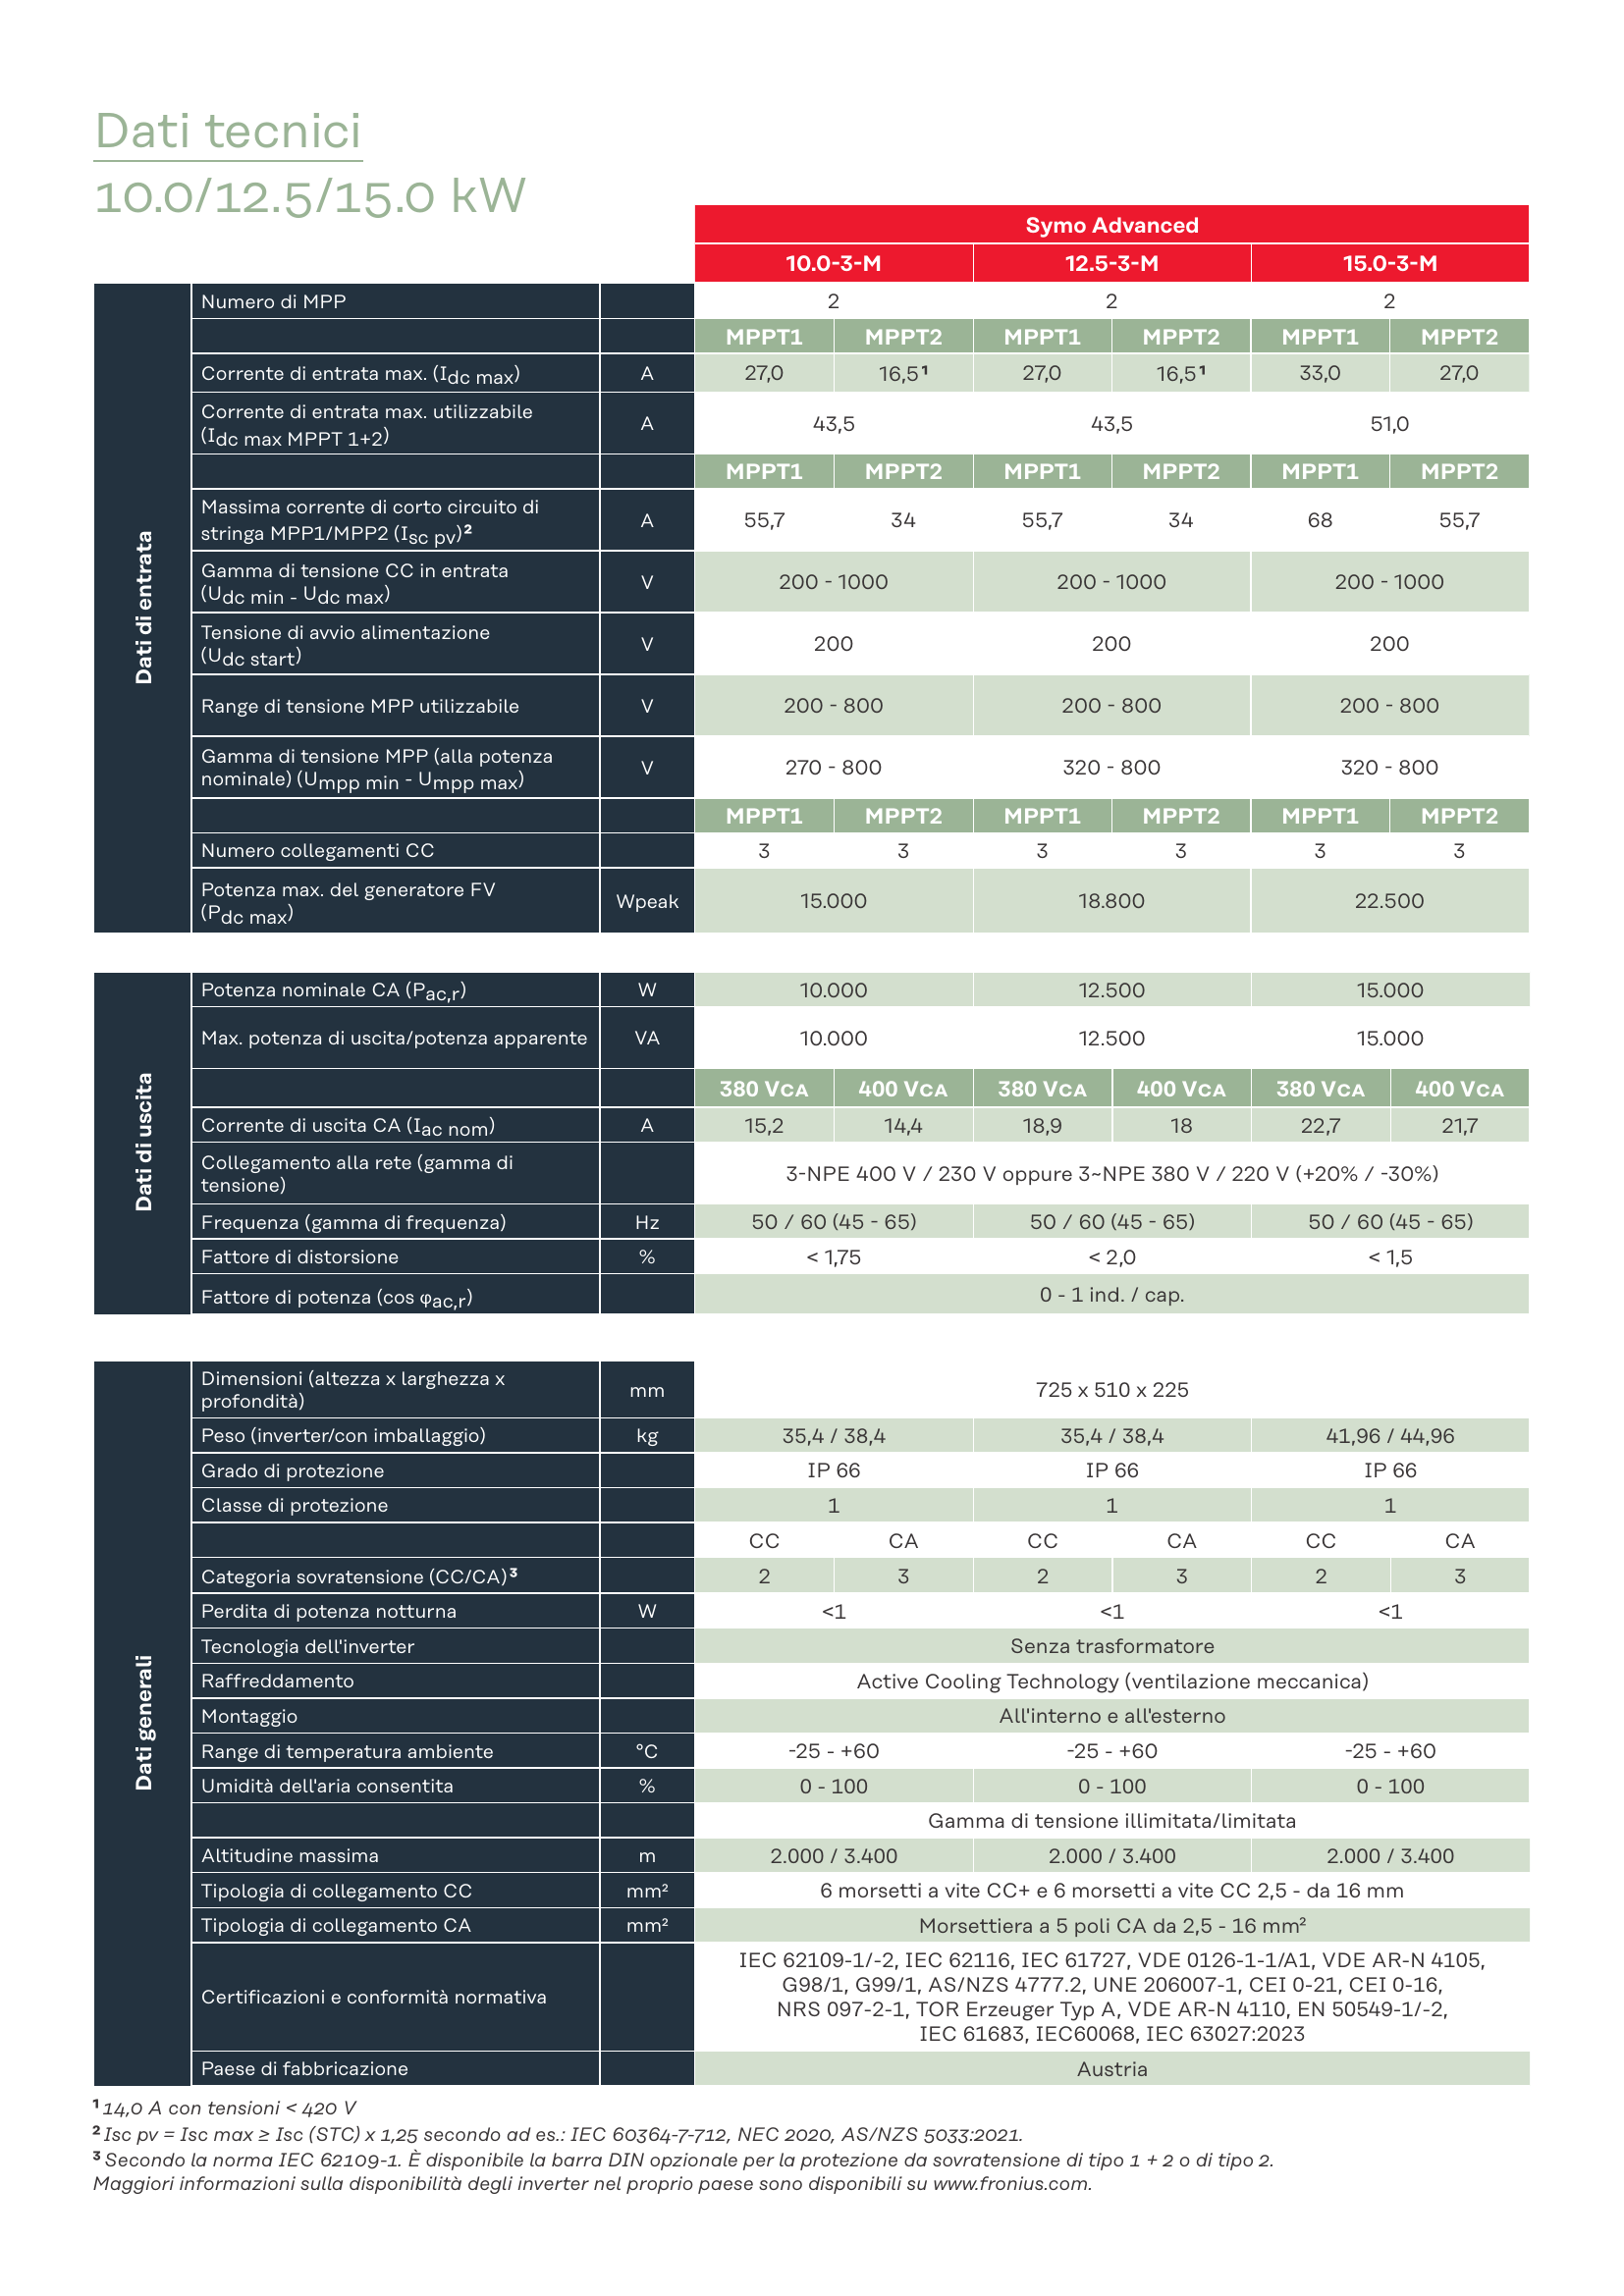 Dati tecnici
10.0/12.5/15.0 kW
Symo Advanced
10.0-3-M 12.5-3-M 15.0-3-M
Dati di entrata
Numero di MPP 2 2 2
MPPT1 MPPT2 MPPT1 MPPT2 MPPT1 MPPT2
Corrente di entrata max. (Idc max) A 27,0 16,5¹ 27,0 16,5¹ 33,0 27,0
Corrente di entrata max. utilizzabile
(Idc max MPPT 1+2) A 43,5 43,5 51,0
MPPT1 MPPT2 MPPT1 MPPT2 MPPT1 MPPT2
Massima corrente di corto circuito di
stringa MPP1/MPP2 (Isc pv)² A 55,7 34 55,7 34 68 55,7
Gamma di tensione CC in entrata
(Udc min - Udc max) V 200 - 1000 200 - 1000 200 - 1000
Tensione di avvio alimentazione
(Udc start) V 200 200 200
Range di tensione MPP utilizzabile V 200 - 800 200 - 800 200 - 800
Gamma di tensione MPP (alla potenza
nominale) (Umpp min - Umpp max) V 270 - 800 320 - 800 320 - 800
MPPT1 MPPT2 MPPT1 MPPT2 MPPT1 MPPT2
Numero collegamenti CC 3 3 3 3 3 3
Potenza max. del generatore FV
(Pdc max) Wpeak 15.000 18.800 22.500
Dati di uscita
Potenza nominale CA (Pac,r) W 10.000 12.500 15.000
Max. potenza di uscita/potenza apparente VA 10.000 12.500 15.000
380 VCA 400 VCA 380 VCA 400 VCA 380 VCA 400 VCA
Corrente di uscita CA (Iac nom) A 15,2 14,4 18,9 18 22,7 21,7
Collegamento alla rete (gamma di
tensione) 3-NPE 400 V / 230 V oppure 3~NPE 380 V / 220 V (+20% / -30%)
Frequenza (gamma di frequenza) Hz 50 / 60 (45 - 65) 50 / 60 (45 - 65) 50 / 60 (45 - 65)
Fattore di distorsione % < 1,75 < 2,0 < 1,5
Fattore di potenza (cos φac,r) 0 - 1 ind. / cap.
Dati generali
Dimensioni (altezza x larghezza x
profondità) mm 725 x 510 x 225
Peso (inverter/con imballaggio) kg 35,4 / 38,4 35,4 / 38,4 41,96 / 44,96
Grado di protezione IP 66 IP 66 IP 66
Classe di protezione 1 1 1
CC CA CC CA CC CA
Categoria sovratensione (CC/CA)³ 2 3 2 3 2 3
Perdita di potenza notturna W <1 <1 <1
Tecnologia dell'inverter Senza trasformatore
Raffreddamento Active Cooling Technology (ventilazione meccanica)
Montaggio All'interno e all'esterno
Range di temperatura ambiente °C -25 - +60 -25 - +60 -25 - +60
Umidità dell'aria consentita % 0 - 100 0 - 100 0 - 100
Gamma di tensione illimitata/limitata
Altitudine massima m 2.000 / 3.400 2.000 / 3.400 2.000 / 3.400
Tipologia di collegamento CC mm² 6 morsetti a vite CC+ e 6 morsetti a vite CC 2,5 - da 16 mm
Tipologia di collegamento CA mm² Morsettiera a 5 poli CA da 2,5 - 16 mm²
Certificazioni e conformità normativa IEC 62109-1/-2, IEC 62116, IEC 61727, VDE 0126-1-1/A1, VDE AR-N 4105,
G98/1, G99/1, AS/NZS 4777.2, UNE 206007-1, CEI 0-21, CEI 0-16,
NRS 097-2-1, TOR Erzeuger Typ A, VDE AR-N 4110, EN 50549-1/-2,
IEC 61683, IEC60068, IEC 63027:2023
Paese di fabbricazione Austria
¹ 14,0 A con tensioni < 420 V
² Isc pv = Isc max ≥ Isc (STC) x 1,25 secondo ad es.: IEC 60364-7-712, NEC 2020, AS/NZS 5033:2021.
³ Secondo la norma IEC 62109-1. È disponibile la barra DIN opzionale per la protezione da sovratensione di tipo 1 + 2 o di tipo 2.
Maggiori informazioni sulla disponibilità degli inverter nel proprio paese sono disponibili su www.fronius.com.